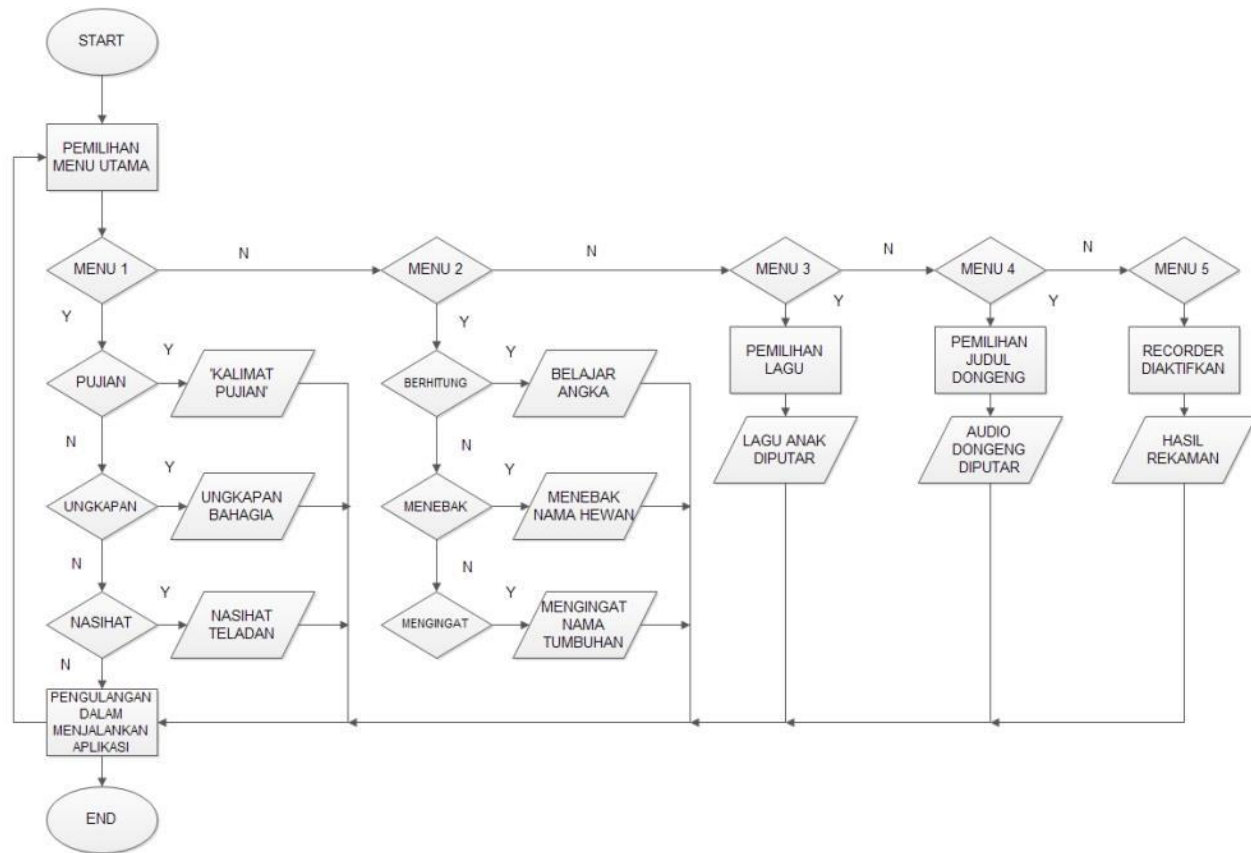 START
PEMILIHAN
MENU UTAMA
N
N
N
N
MENU 1
MENU 2
MENU 3
MENU 4
MENU 5
Y
Y
Y
Y
PEMILIHAN
LAGU
PEMILIHAN
JUDUL
DONGENG
RECORDER
DIAKTIFKAN
Y
Y
PUJIAN
'KALIMAT
PUJIAN'
BERHITUNG
BELAJAR
ANGKA
LAGU ANAK
DIPUTAR
AUDIO
DONGENG
DIPUTAR
HASIL
REKAMAN
N
N
Y
Y
UNGKAPAN
UNGKAPAN
BAHAGIA
MENEBAK
MENEBAK
NAMA HEWAN
N
N
Y
Y
NASIHAT
NASIHAT
TELADAN
MENGINGAT
MENGINGAT
NAMA
TUMBUHAN
N
PENGULANGAN
DALAM
MENJALANKAN
APLIKASI
END